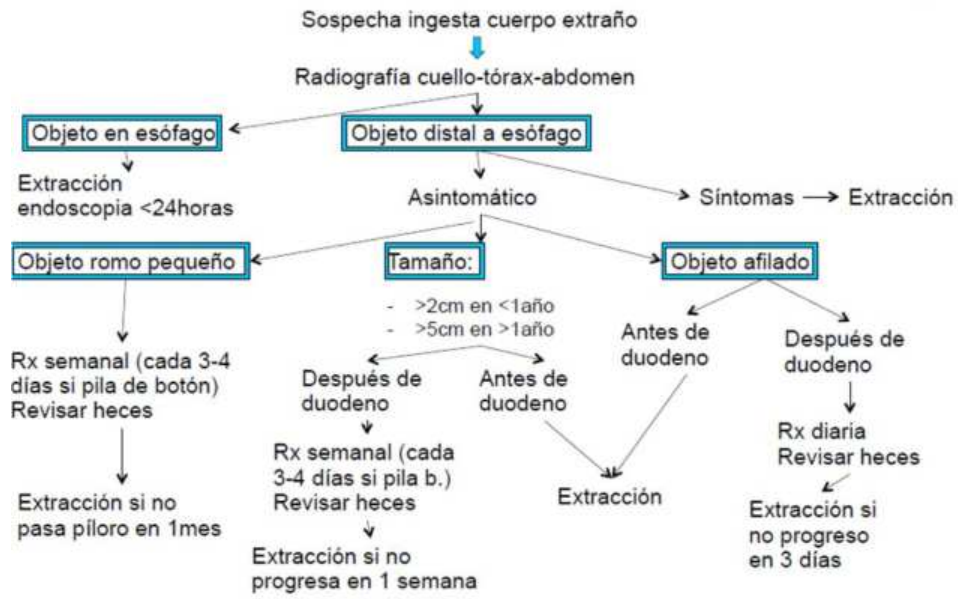 Sospecha ingesta cuerpo extraño
Radiografía cuello-tórax-abdomen
Objeto en esófago
Objeto distal a esófago
Extracción
endoscopia <24horas
Asintomático
Síntomas
Extracción
Objeto romo pequeño
Tamaño:
Objeto afilado
- >2cm en <1año
- >5cm en >1año
Rx semanal (cada 3-4
días si pila de botón)
Revisar heces
Después de
duodeno
Antes de
duodeno
Antes de
duodeno
Después de
duodeno
Rx semanal (cada
3-4 días si pila b.)
Revisar heces
Rx diaria
Revisar heces
Extracción si no
pasa píloro en 1mes
Extracción
Extracción si
no progreso
en 3 días
Extracción si no
progresa en 1 semana